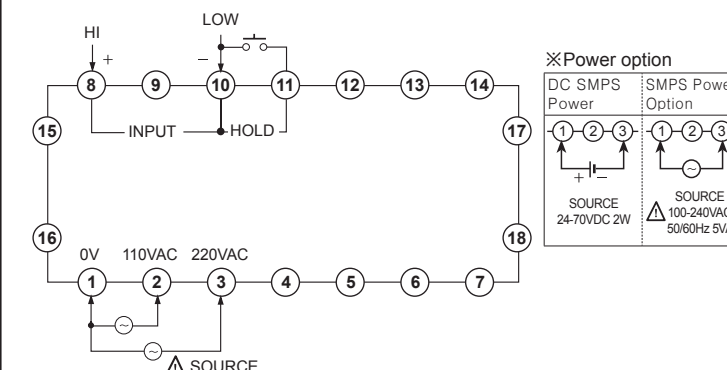 LOW
HI
+
−
8 9 10 11 12 13 14
15
INPUT
HOLD
17
16
18
0V 110VAC 220VAC
1 2 3 4 5 6 7
~
~
⚠ SOURCE
※Power option
DC SMPS
Power
SMPS
Option
1 2 3
1 2 3
+ −
~
SOURCE
24-70VDC 2W
SOURCE
⚠ 100-240VAC
50/60Hz